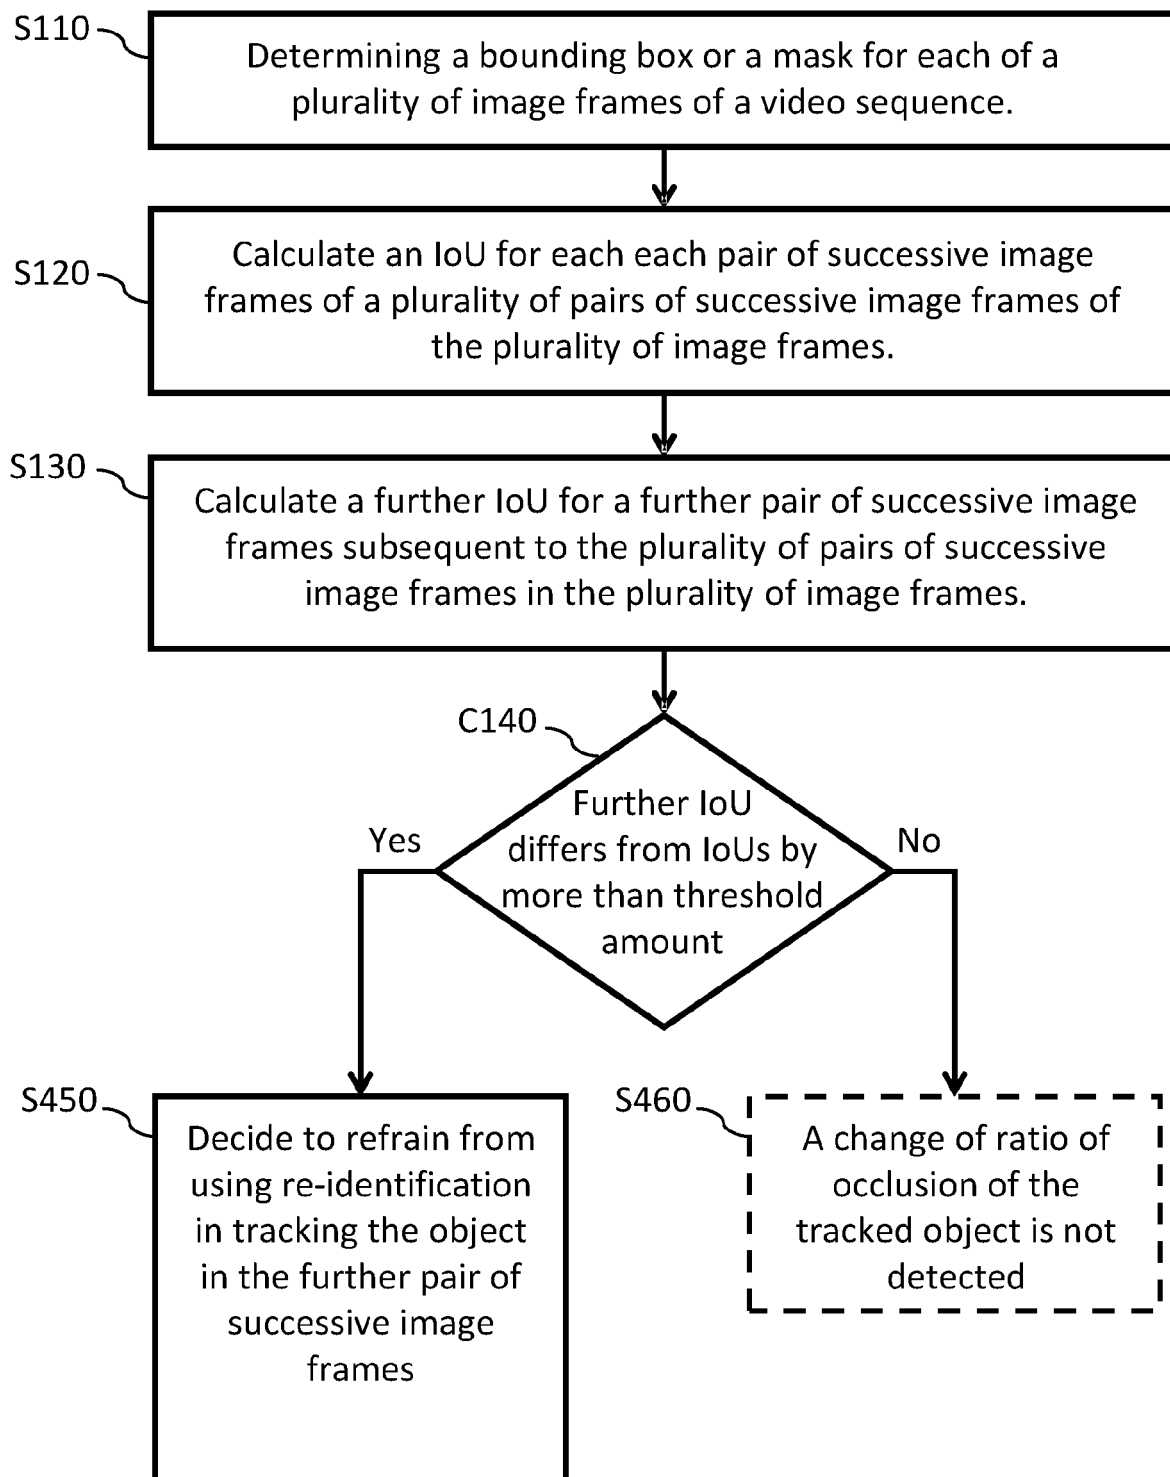 S110
Determining a bounding box or a mask for each of a
plurality of image frames of a video sequence.
S120
Calculate an IoU for each each pair of successive image
frames of a plurality of pairs of successive image frames of
the plurality of image frames.
S130
Calculate a further IoU for a further pair of successive image
frames subsequent to the plurality of pairs of successive
image frames in the plurality of image frames.
C140
Further IoU
differs from IoUs by
more than threshold
amount
Yes
No
S450
Decide to refrain from
using re-identification
in tracking the object
in the further pair of
successive image
frames
S460
A change of ratio of
occlusion of the
tracked object is not
detected